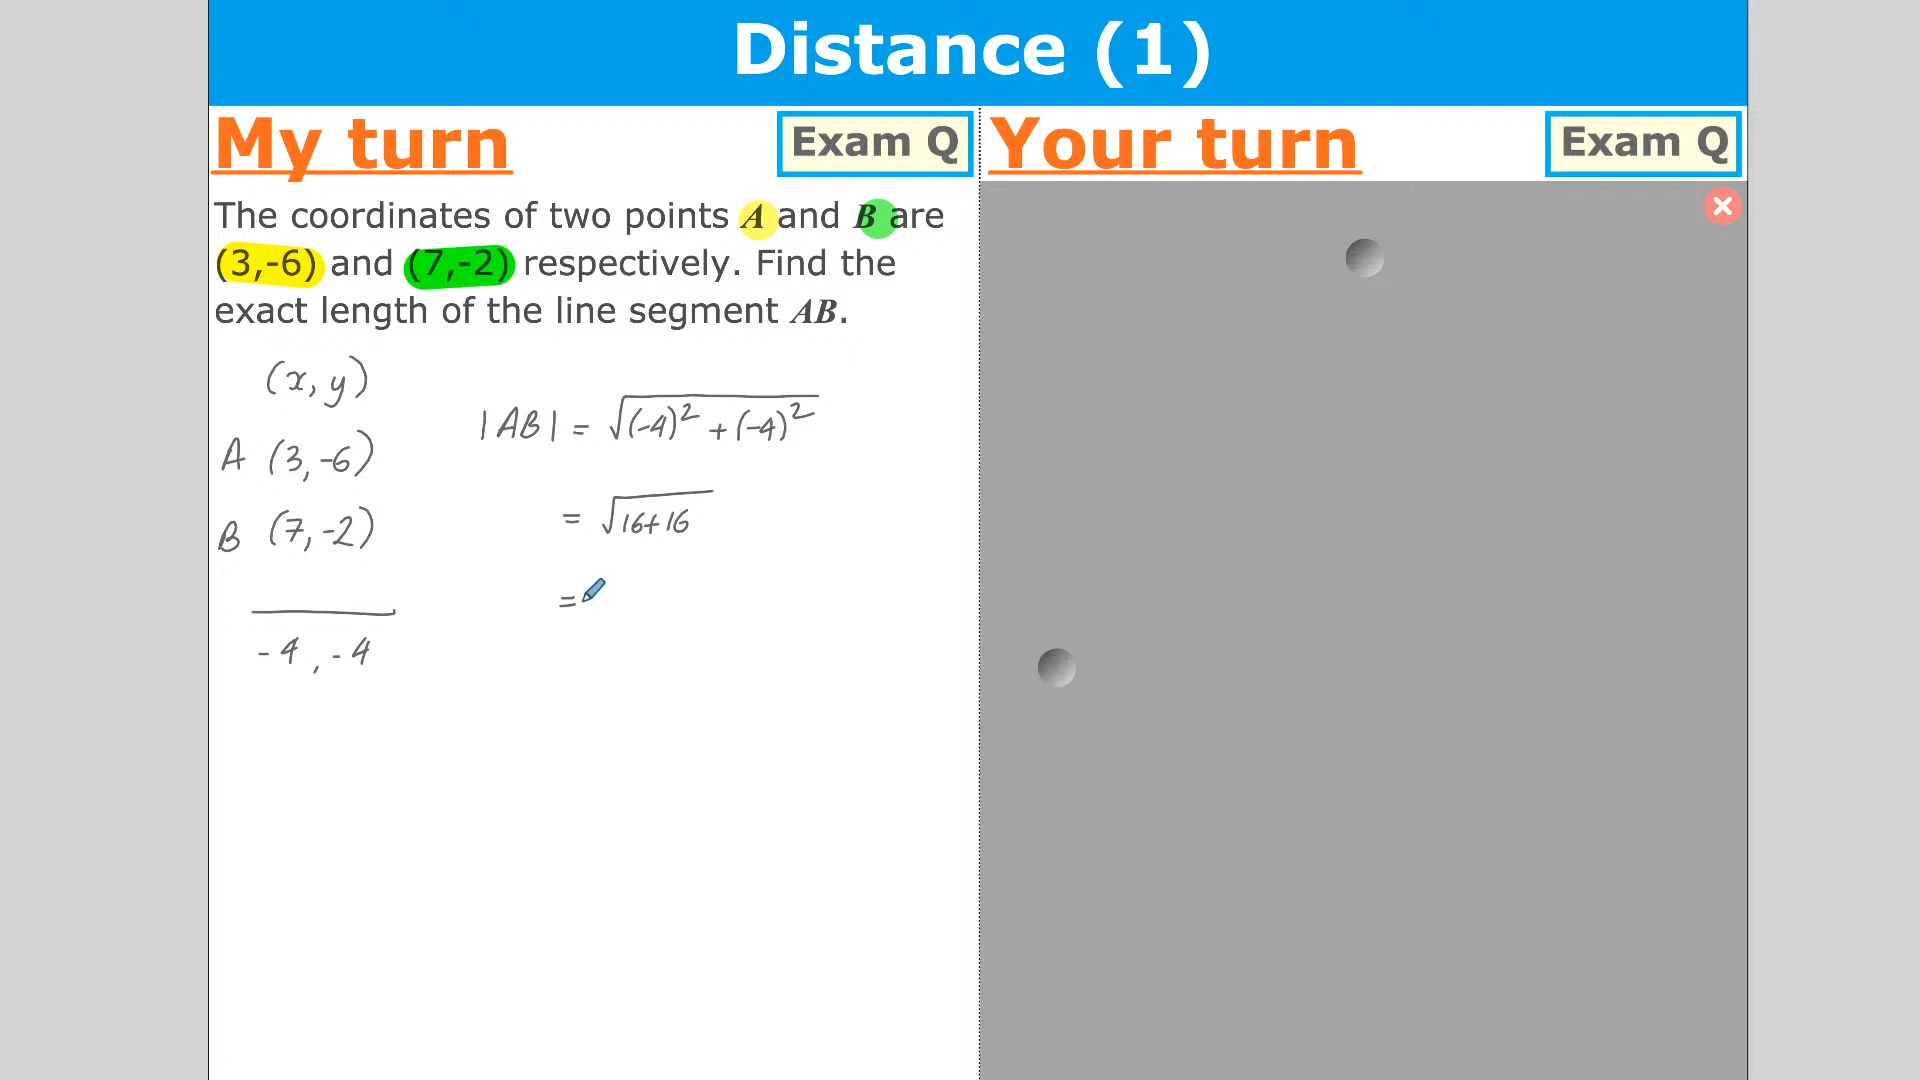 Distance (1)
My turn
Exam Q
The coordinates of two points A and B are
(3,-6) and (7,-2) respectively. Find the
exact length of the line segment AB.
(x, y)
A (3, -6)
B (7, -2)
-4 , -4
|AB| = √(-4)² + (-4)²
= √16+16
=
Your turn
Exam Q